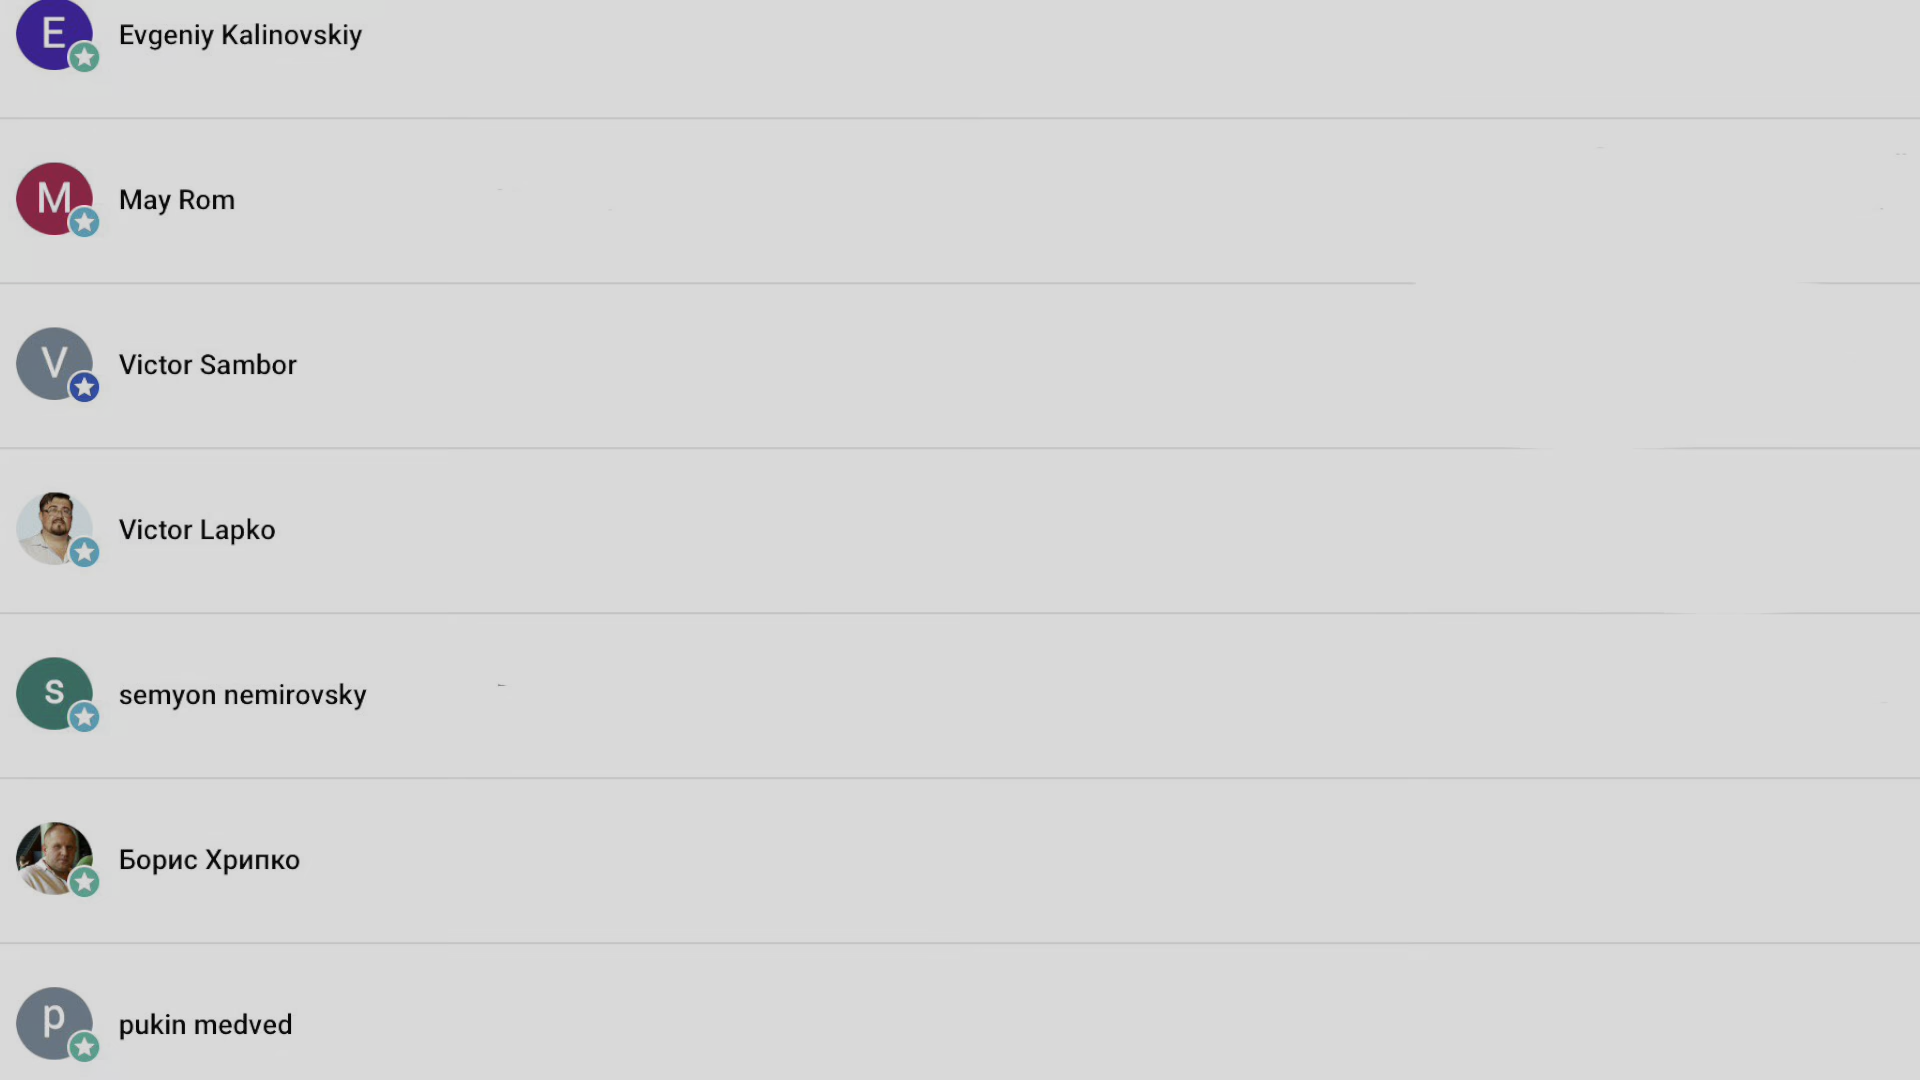 E Evgeniy Kalinovskiy
M May Rom
V Victor Sambor
Victor Lapko
s semyon nemirovsky
Борис Хрипко
p pukin medved